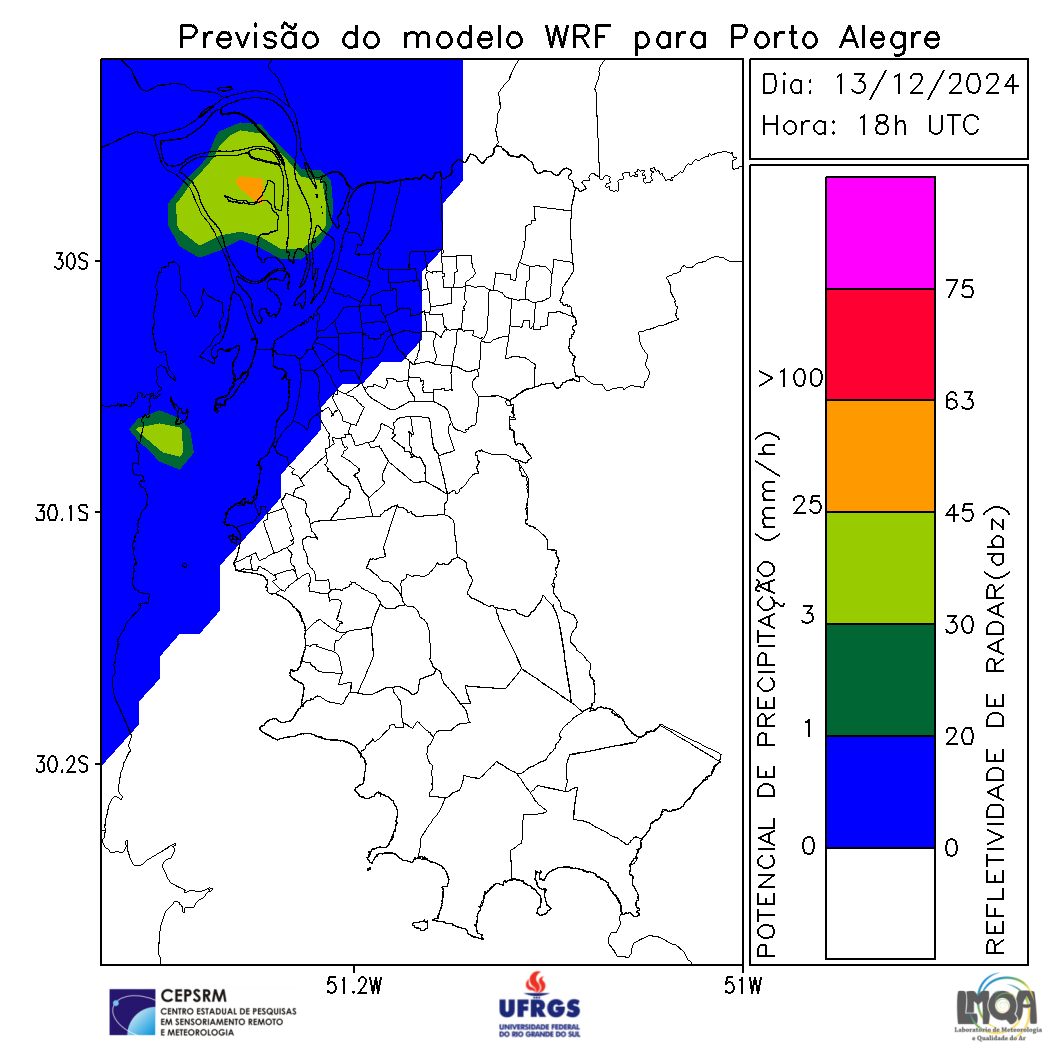 Previsão do modelo WRF para Porto Alegre
Dia: 13/12/2024
Hora: 18h UTC
30S
30.1S
30.2S
51.2W
51W
POTENCIAL DE PRECIPITAÇÃO (mm/h)
>100
25
3
1
0
75
63
45
30
20
0
REFLETIVIDADE DE RADAR(dbz)
CEPSRM
CENTRO ESTADUAL DE PESQUISAS
EM SENSORIAMENTO REMOTO
E METEOROLOGIA
UFRGS
UNIVERSIDADE FEDERAL
DO RIO GRANDE DO SUL
LMQA
Laboratório de Meteorologia
e Qualidade do Ar